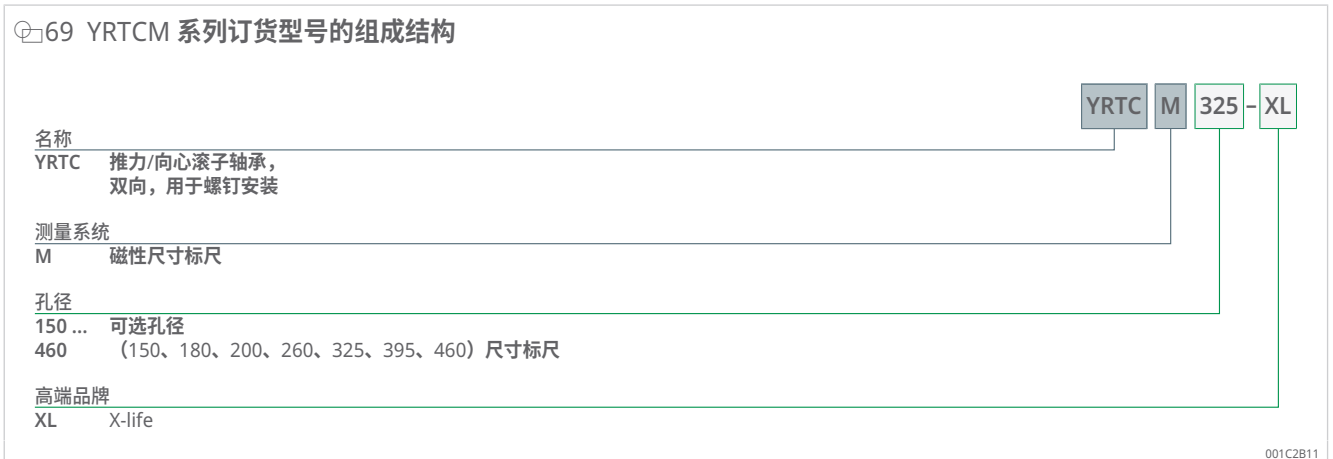 69 YRTCM 系列订货型号的组成结构
YRTC M 325 – XL
名称
YRTC 推力/向心滚子轴承，
双向，用于螺钉安装
测量系统
M 磁性尺寸标尺
孔径
150 ... 可选孔径
460 （150、180、200、260、325、395、460）尺寸标尺
高端品牌
XL X-life
001C2B11